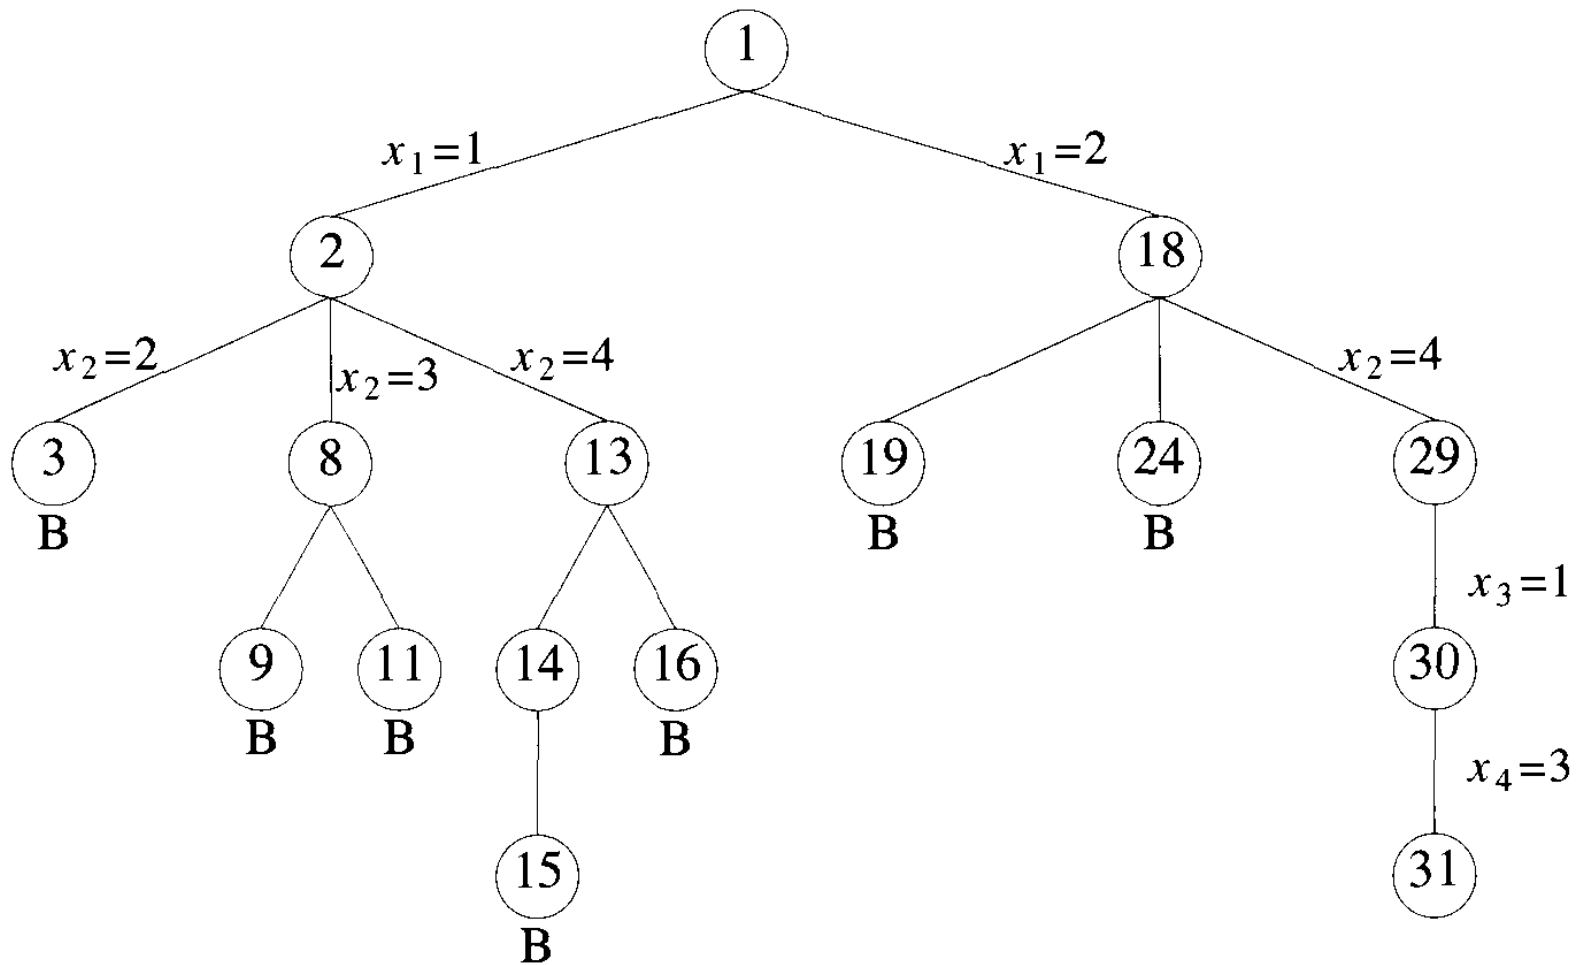 1
x1=1 x1=2
2 18
x2=2 x2=3 x2=4 x2=4
3 8 13 19 24 29
B B B
x3=1
9 11 14 16 30
B B B
x4=3
15 31
B